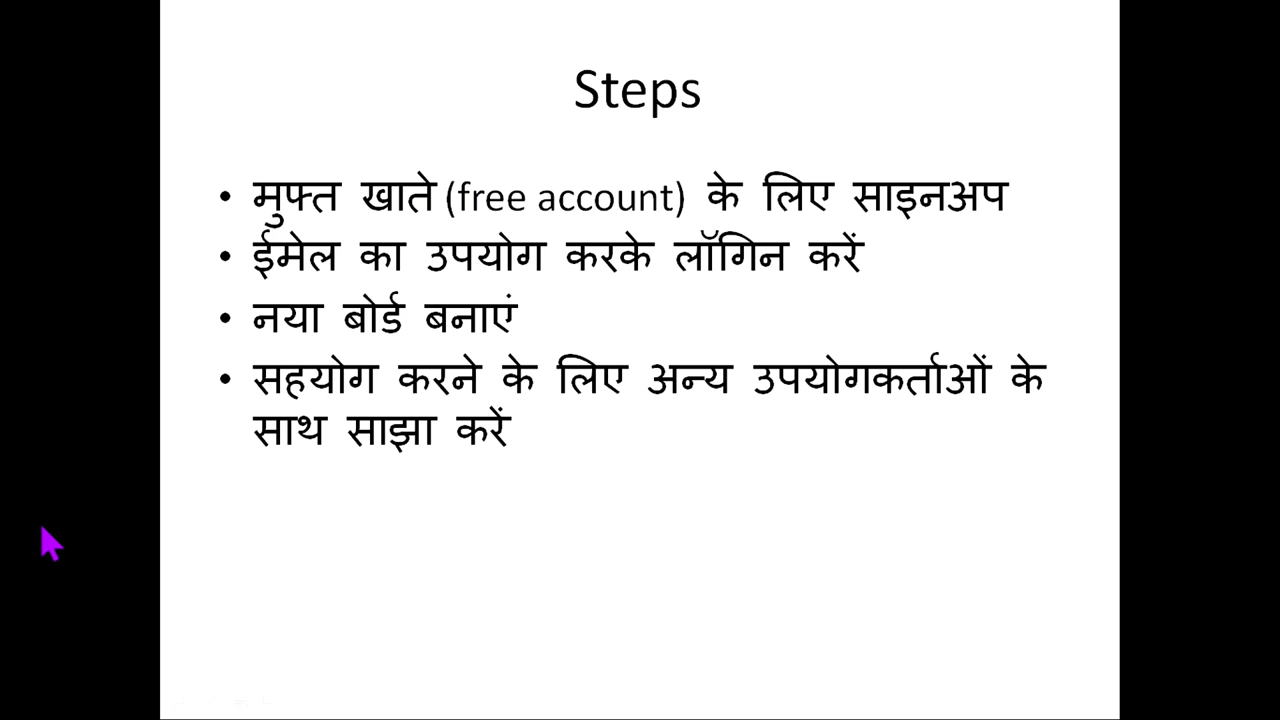 Steps
• मुफ्त खाते (free account) के लिए साइनअप
• ईमेल का उपयोग करके लॉगिन करें
• नया बोर्ड बनाएं
• सहयोग करने के लिए अन्य उपयोगकर्ताओं के
साथ साझा करें